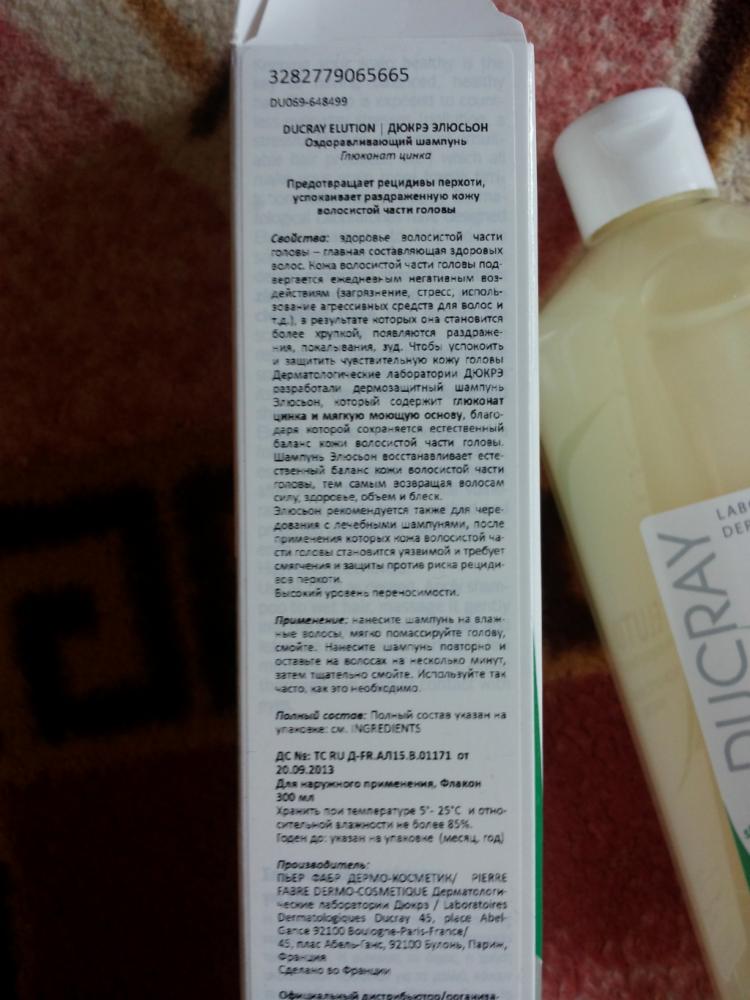 3282779065665
DU069-648499
DUCRAY ELUTION | ДЮКРЭ ЭЛЮСЬОН
Оздоравливающий шампунь
Глюконат цинка
Предотвращает рецидивы перхоти,
успокаивает раздраженную кожу
волосистой части головы
Свойства: здоровье волосистой части
головы – главная составляющая здоровых
волос. Кожа волосистой части головы под-
вергается ежедневным негативным воз-
действиям (загрязнение, стресс, исполь-
зование агрессивных средств для волос и
т.д.), в результате которых она становится
более хрупкой, появляются раздраже-
ния, покалывания, зуд. Чтобы успокоить
и защитить чувствительную кожу головы
Дерматологические лаборатории ДЮКРЭ
разработали дермозащитный шампунь
Элюсьон, который содержит глюконат
цинка и мягкую моющую основу, благо-
даря которой сохраняется естественный
баланс кожи волосистой части головы.
Шампунь Элюсьон восстанавливает есте-
ственный баланс кожи волосистой части
головы, тем самым возвращая волосам
силу, здоровье, объем и блеск.
Элюсьон рекомендуется также для чере-
дования с лечебными шампунями, после
применения которых кожа волосистой ча-
сти головы становится уязвимой и требует
смягчения и защиты против риска рециди-
вов перхоти.
Высокий уровень переносимости.
Применение: нанесите шампунь на влаж-
ные волосы, мягко помассируйте голову,
смойте. Нанесите шампунь повторно и
оставьте на волосах на несколько минут,
затем тщательно смойте. Используйте так
часто, как это необходимо.
Полный состав: Полный состав указан на
упаковке: см. INGREDIENTS
ДС №: ТС RU Д-FR.АЛ15.В.01171 от
20.09.2013
Для наружного применения, Флакон
300 мл
Хранить при температуре 5°- 25°C и отно-
сительной влажности не более 85%.
Годен до: указан на упаковке (месяц, год)
Производитель:
ПЬЕР ФАБР ДЕРМО-КОСМЕТИК/ PIERRE
FABRE DERMO-COSMETIQUE Дерматологи-
ческие лаборатории Дюкрэ / Laboratoires
Dermatologiques Ducray 45, place Abel-
Gance 92100 Boulogne-Paris-France/
45, плас Абель-Ганс, 92100 Булонь, Париж,
Франция
Сделано во Франции
Официальный дистрибьютор/организа-
LABO
DER
DUCRAY